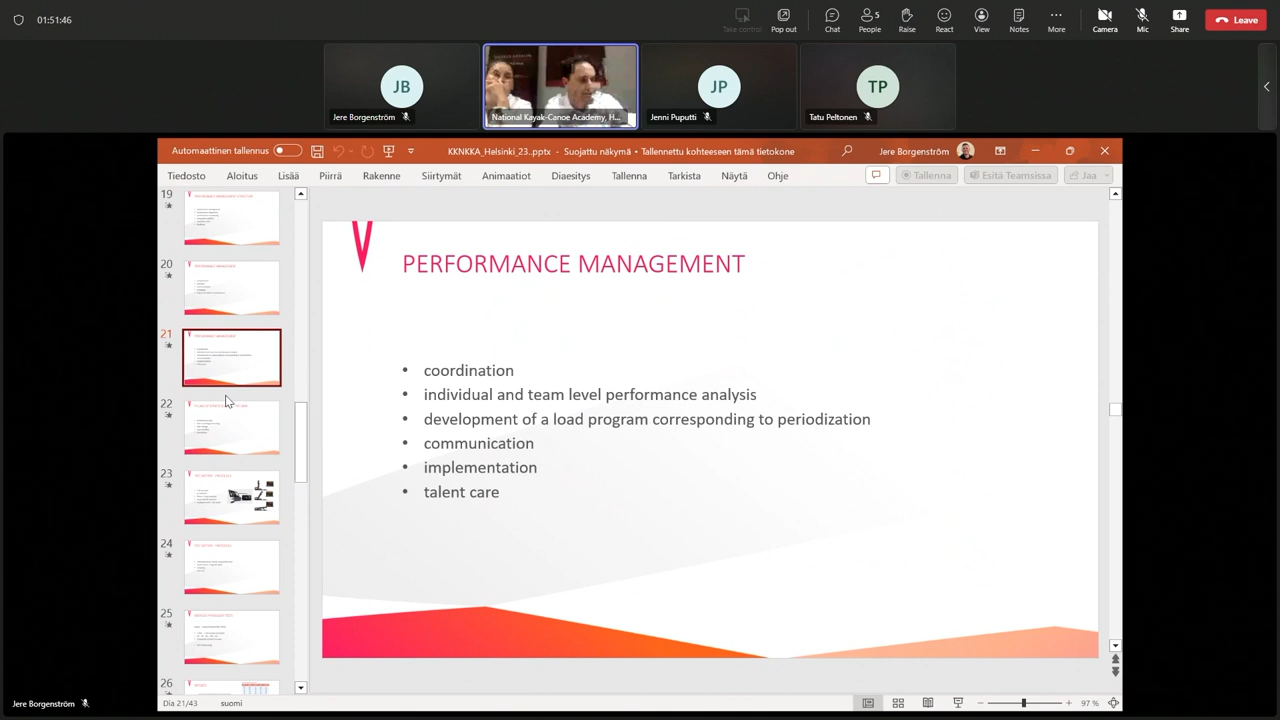 01:51:46
Take control
Pop out
Chat
5
People
Raise
React
View
Notes
More
Camera
Mic
Share
Leave
JB
Jere Borgenström
National Kayak-Canoe Academy, H...
JP
Jenni Puputti
TP
Tatu Peltonen
Automaattinen tallennus
KKNKKA_Helsinki_23..pptx - Suojattu näkymä • Tallennettu kohteeseen tämä tietokone
Jere Borgenström
Tiedosto Aloitus Lisää Piirrä Rakenne Siirtymät Animaatiot Diaesitys Tallenna Tarkista Näytä Ohje
Tallenna
Esitä Teamsissa
Jaa
19
20
21
22
23
24
25
26
PERFORMANCE MANAGEMENT
• coordination
• individual and team level performance analysis
• development of a load program corresponding to periodization
• communication
• implementation
• talent care
Dia 21/43 suomi
97 %
Jere Borgenström